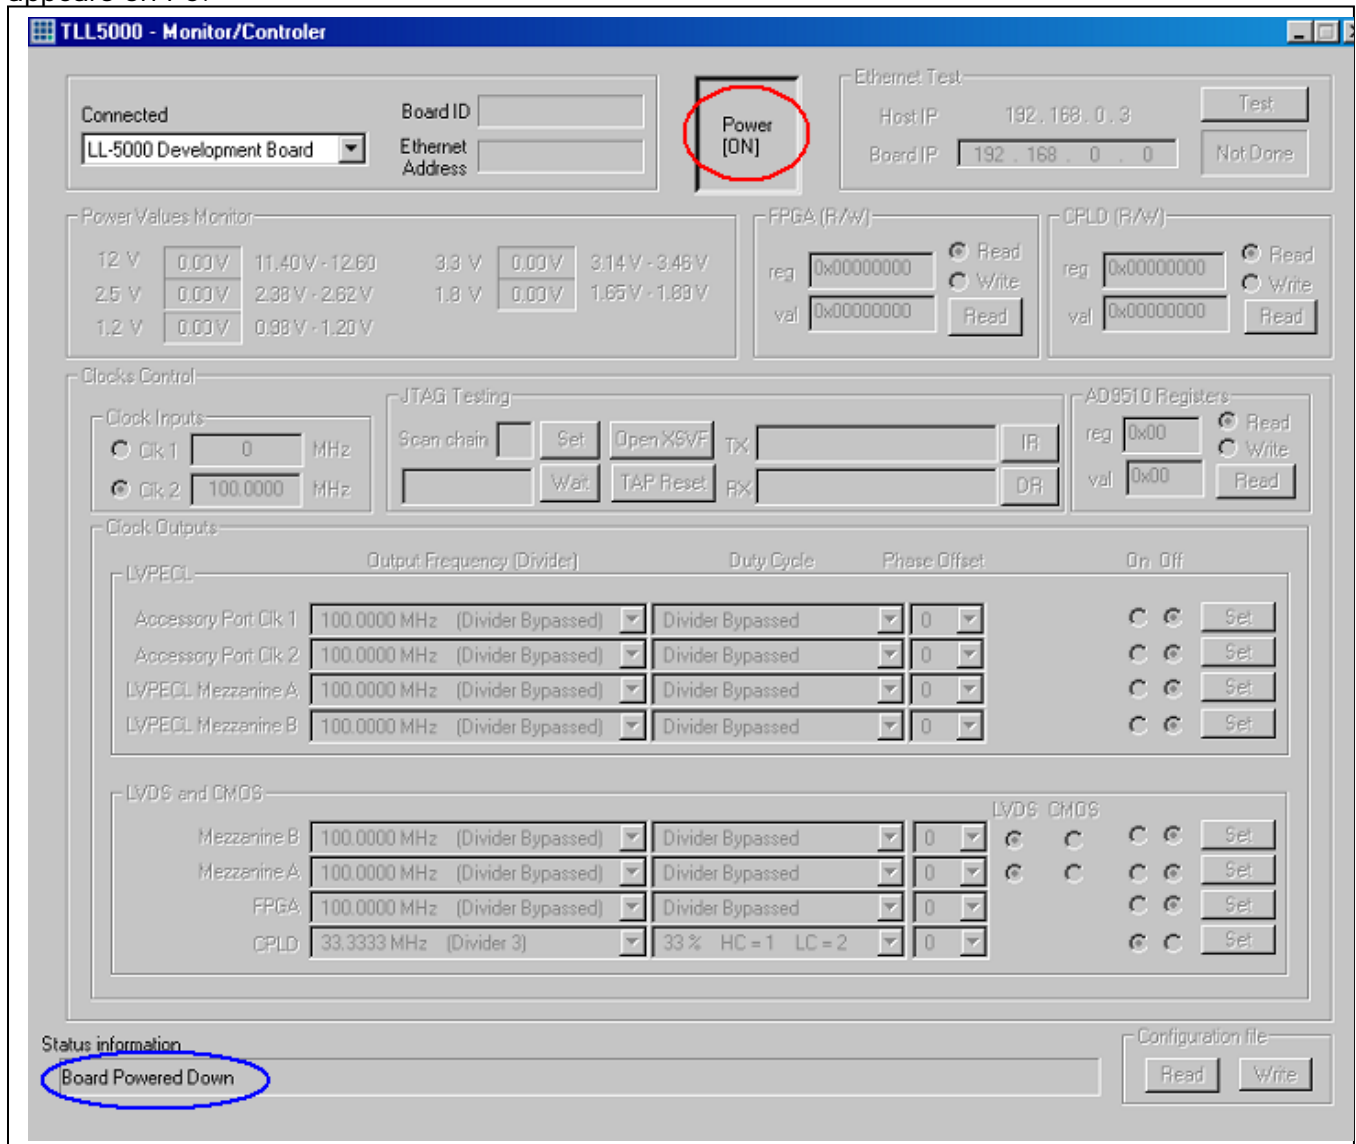 TLL5000 - Monitor/Controler
Connected
LL-5000 Development Board
Board ID
Ethernet Address
Power [ON]
Ethernet Test
Host IP 192 . 168 . 0 . 3 Test
Board IP 192 . 168 . 0 . 0 Not Done
Power Values Monitor
12 V 0.00 V 11.40 V - 12.60 3.3 V 0.00 V 3.14 V - 3.46 V
2.5 V 0.00 V 2.38 V - 2.62 V 1.8 V 0.00 V 1.65 V - 1.89 V
1.2 V 0.00 V 0.98 V - 1.20 V
FPGA (R/W)
reg 0x00000000 Read
Write
val 0x00000000 Read
CPLD (R/W)
reg 0x00000000 Read
Write
val 0x00000000 Read
Clocks Control
Clock Inputs
Clk 1 0 MHz
Clk 2 100.0000 MHz
JTAG Testing
Scan chain Set Open XSVF TX IR
Wait TAP Reset RX DR
AD9510 Registers
reg 0x00 Read
Write
val 0x00 Read
Clock Outputs
Output Frequency (Divider) Duty Cycle Phase Offset On Off
LVPECL
Accessory Port Clk 1 100.0000 MHz (Divider Bypassed) Divider Bypassed 0 Set
Accessory Port Clk 2 100.0000 MHz (Divider Bypassed) Divider Bypassed 0 Set
LVPECL Mezzanine A 100.0000 MHz (Divider Bypassed) Divider Bypassed 0 Set
LVPECL Mezzanine B 100.0000 MHz (Divider Bypassed) Divider Bypassed 0 Set
LVDS and CMOS
LVDS CMOS
Mezzanine B 100.0000 MHz (Divider Bypassed) Divider Bypassed 0 Set
Mezzanine A 100.0000 MHz (Divider Bypassed) Divider Bypassed 0 Set
FPGA 100.0000 MHz (Divider Bypassed) Divider Bypassed 0 Set
CPLD 33.3333 MHz (Divider 3) 33 % HC = 1 LC = 2 0 Set
Status information
Board Powered Down
Configuration file
Read Write